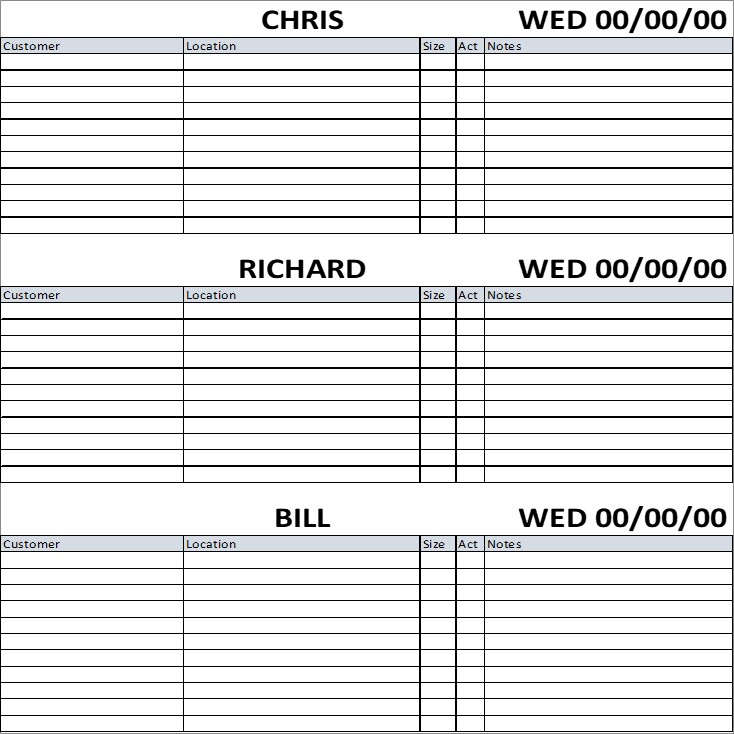 CHRIS WED 00/00/00
Customer Location Size Act Notes
RICHARD WED 00/00/00
Customer Location Size Act Notes
BILL WED 00/00/00
Customer Location Size Act Notes